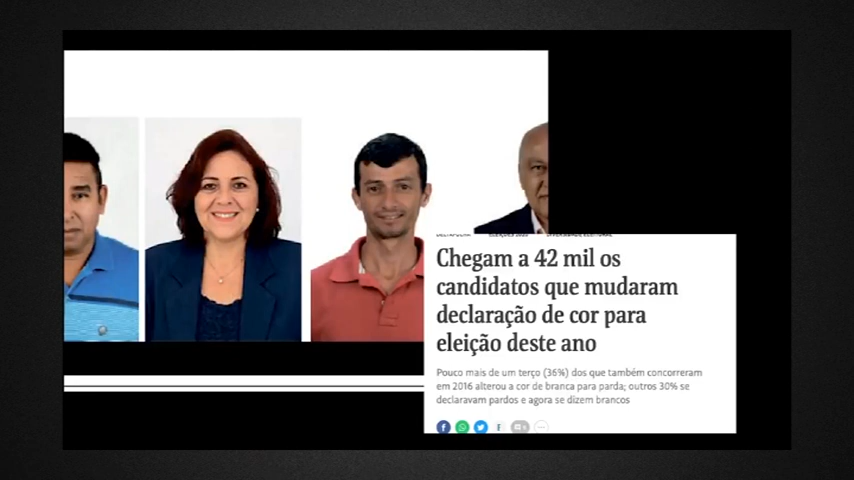 Chegam a 42 mil os
candidatos que mudaram
declaração de cor para
eleição deste ano
Pouco mais de um terço (36%) dos que também concorreram
em 2016 alterou a cor de branca para parda; outros 30% se
declaravam pardos e agora se dizem brancos